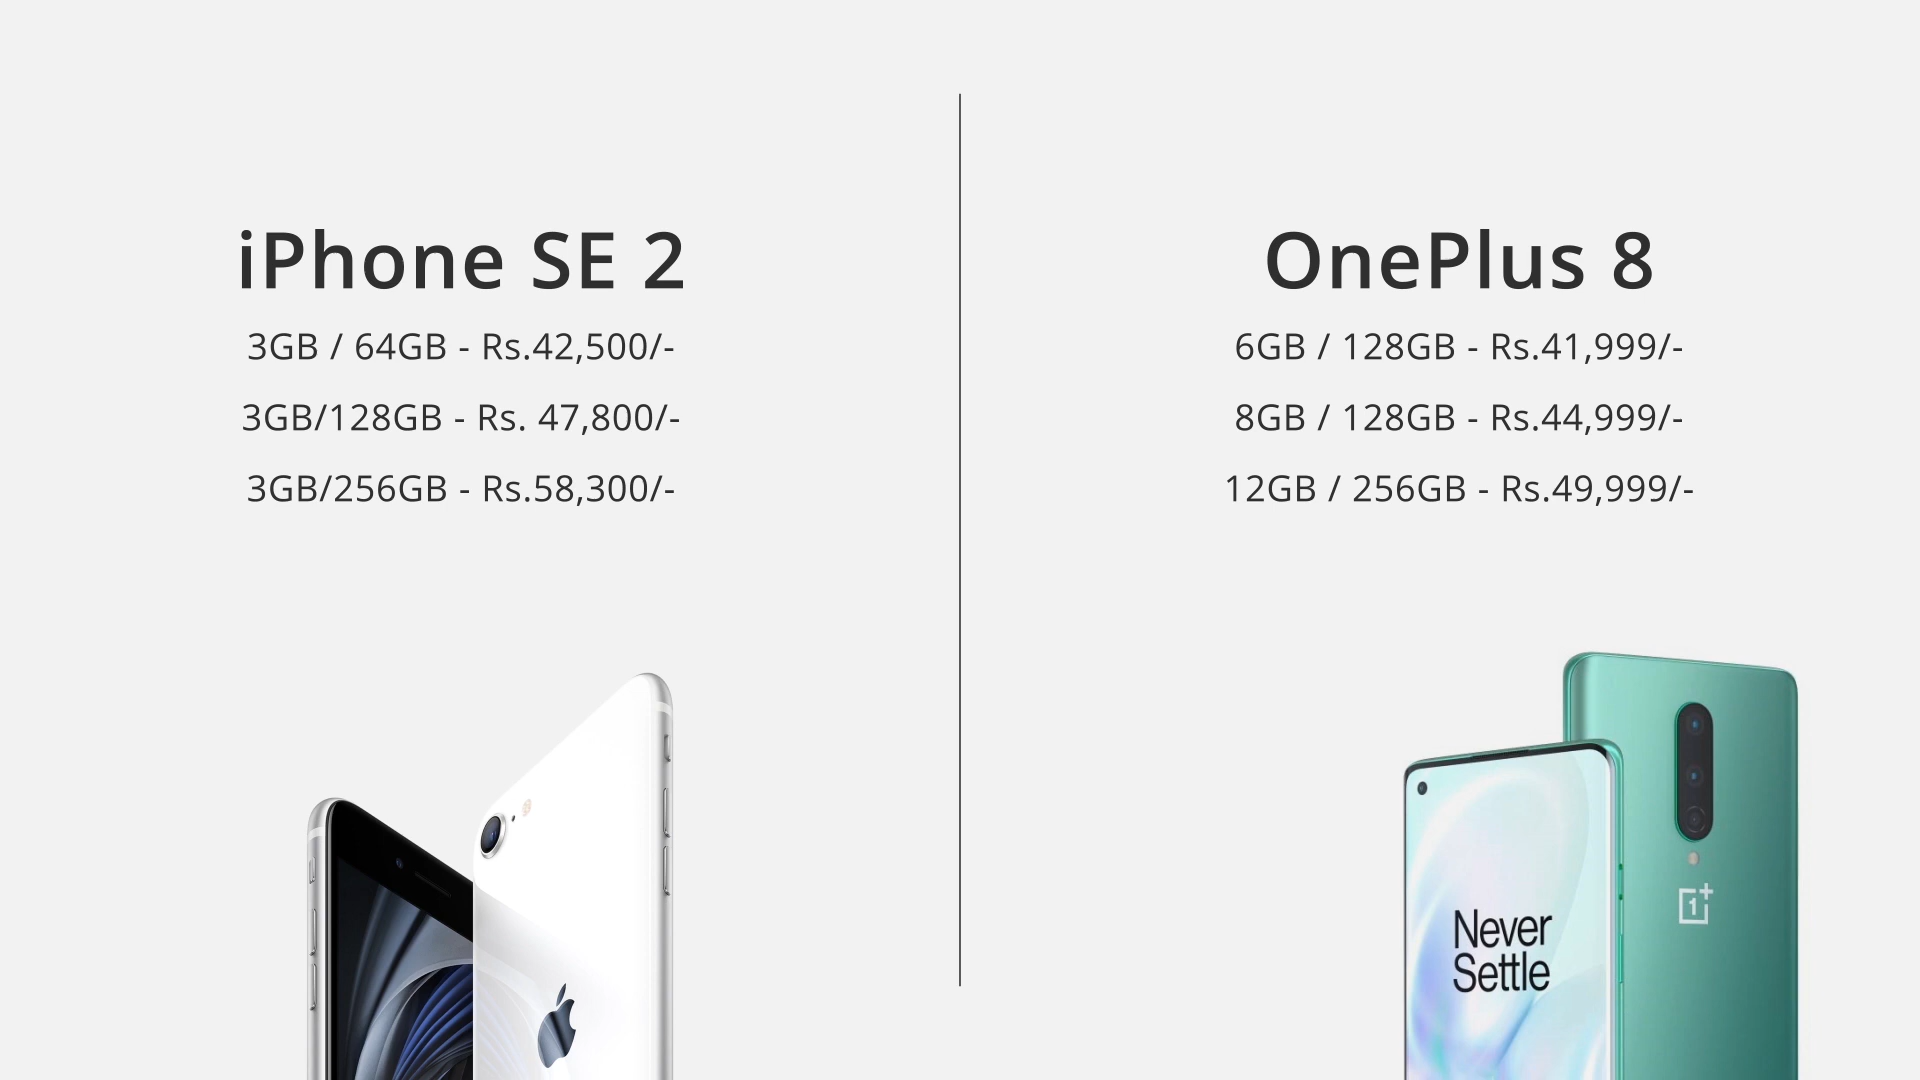 iPhone SE 2
3GB / 64GB - Rs.42,500/-
3GB/128GB - Rs. 47,800/-
3GB/256GB - Rs.58,300/-
OnePlus 8
6GB / 128GB - Rs.41,999/-
8GB / 128GB - Rs.44,999/-
12GB / 256GB - Rs.49,999/-
Never
Settle
1+